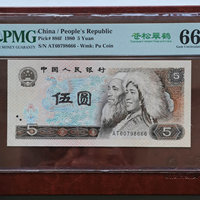 PMG
China / People's Republic
Pick# 886f 1980 5 Yuan
S/N AT00798666 - Wmk: Pu Coin
苍松翠鹤
66
中国人民银行
伍圆
5
5
AT00798666